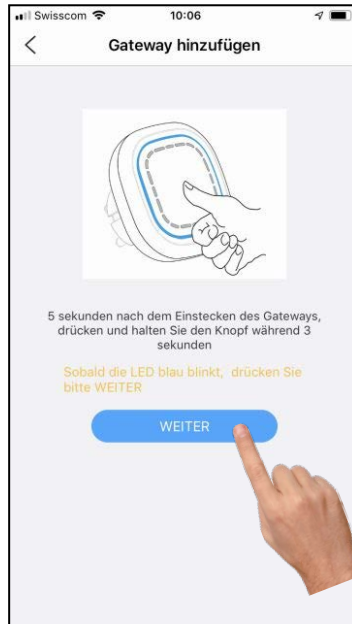 Swisscom 10:06
Gateway hinzufügen
5 sekunden nach dem Einstecken des Gateways,
drücken und halten Sie den Knopf während 3
sekunden
Sobald die LED blau blinkt, drücken Sie
bitte WEITER
WEITER